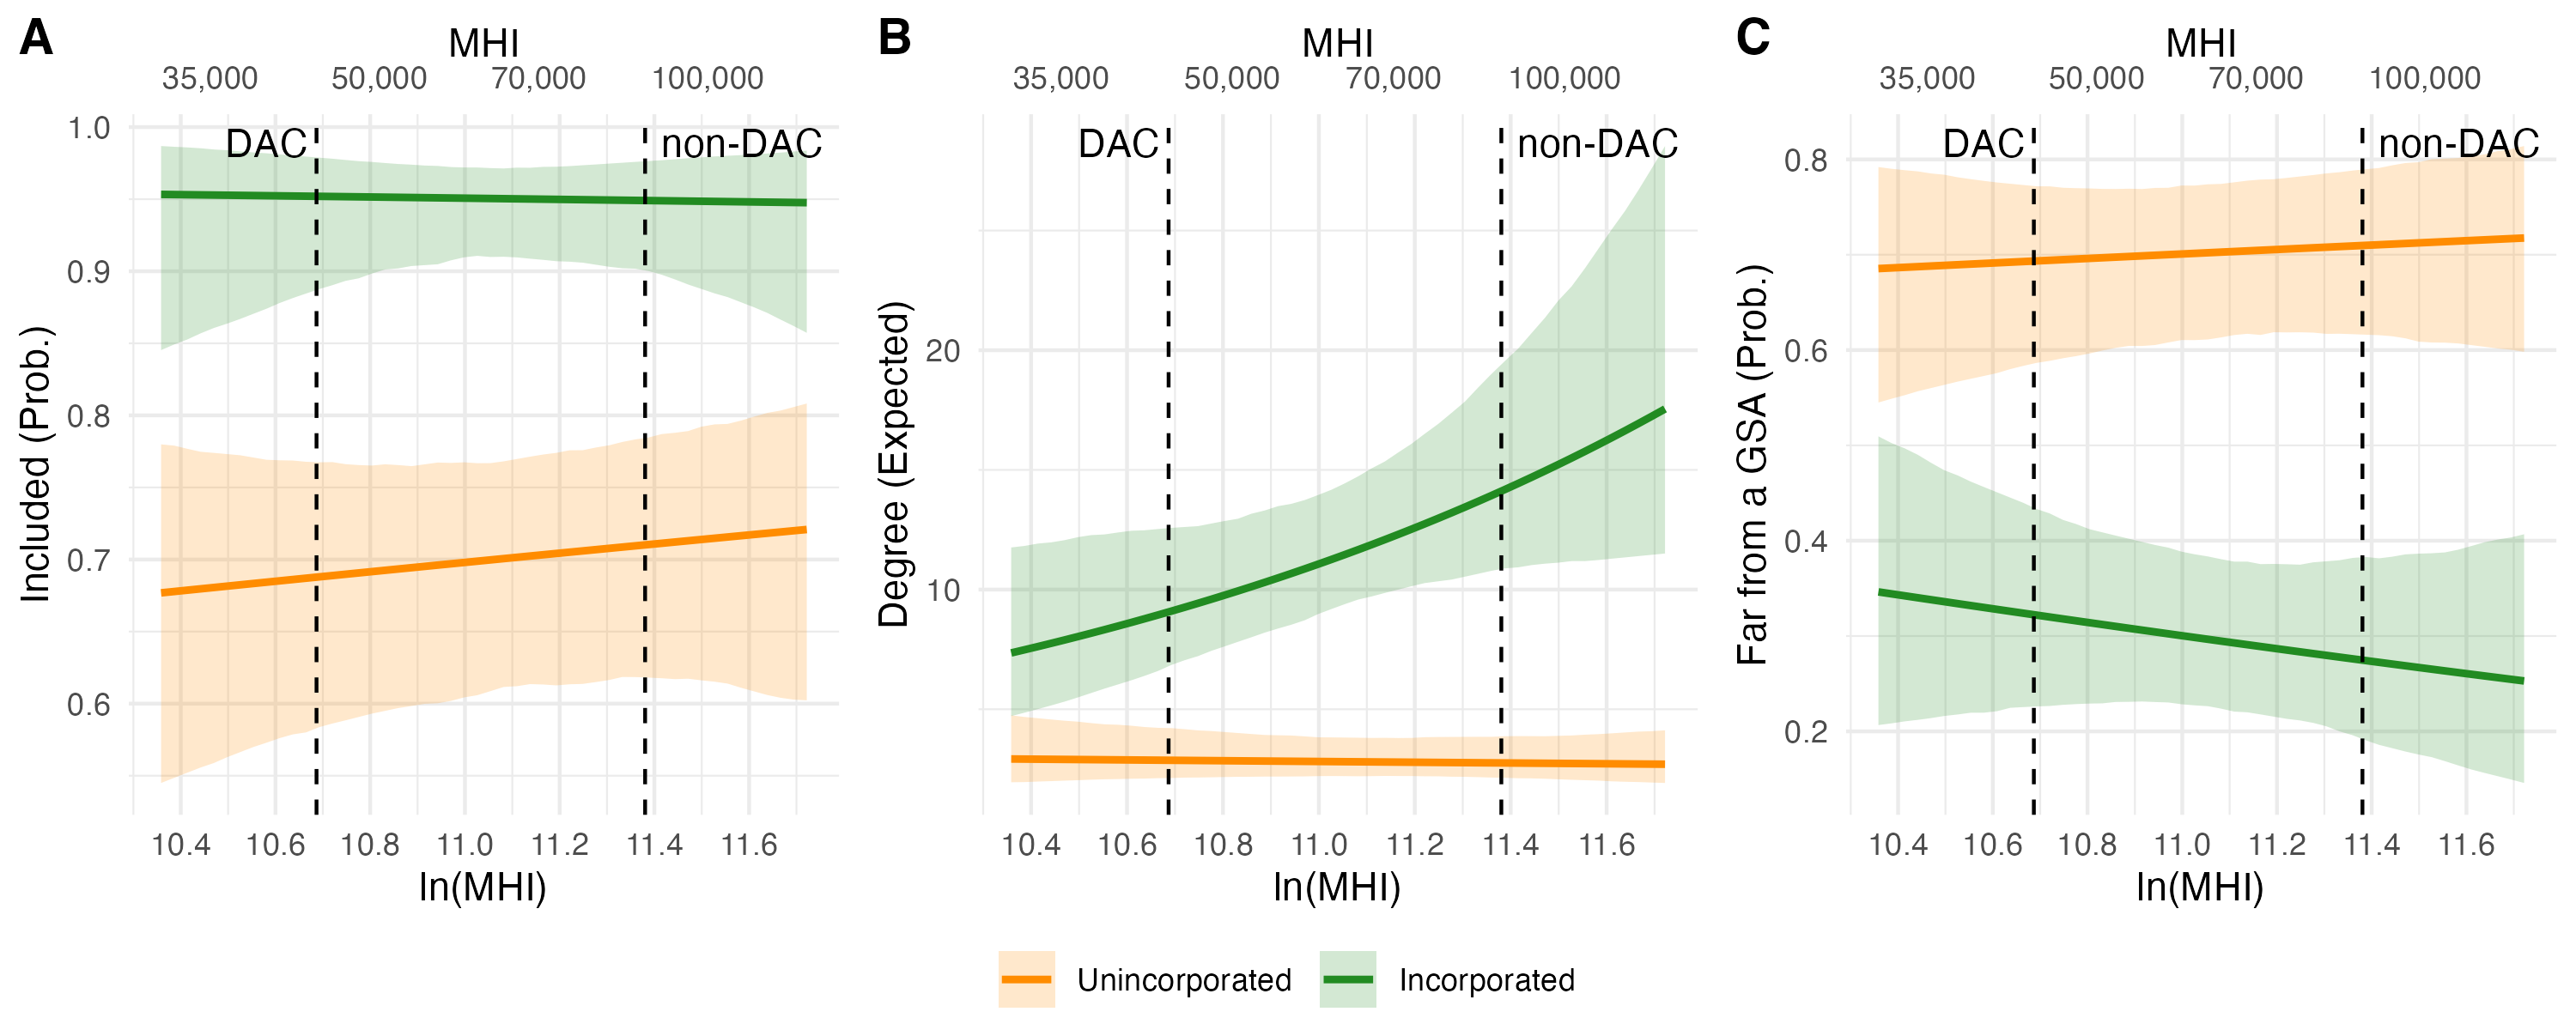 A
MHI
35,000 50,000 70,000 100,000
DAC non-DAC
Included (Prob.)
1.0
0.9
0.8
0.7
0.6
10.4 10.6 10.8 11.0 11.2 11.4 11.6
ln(MHI)
B
MHI
35,000 50,000 70,000 100,000
DAC non-DAC
Degree (Expected)
20
10
10.4 10.6 10.8 11.0 11.2 11.4 11.6
ln(MHI)
C
MHI
35,000 50,000 70,000 100,000
DAC non-DAC
Far from a GSA (Prob.)
0.8
0.6
0.4
0.2
10.4 10.6 10.8 11.0 11.2 11.4 11.6
ln(MHI)
Unincorporated Incorporated